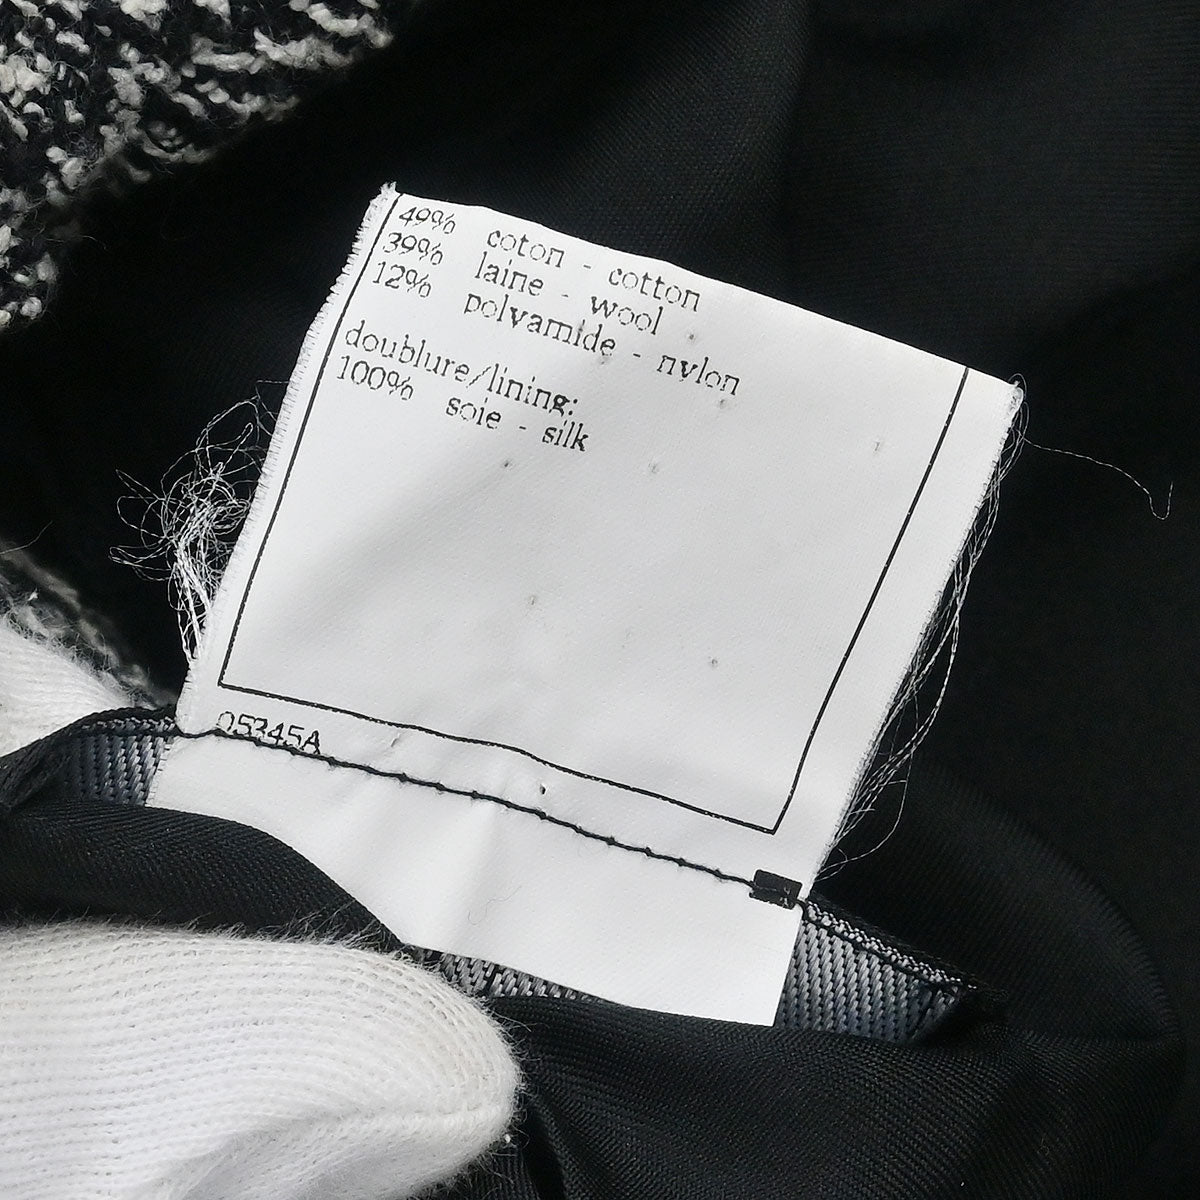 49% coton - cotton
39% laine - wool
12% polyamide - nylon
doublure/lining:
100% soie - silk
05345A